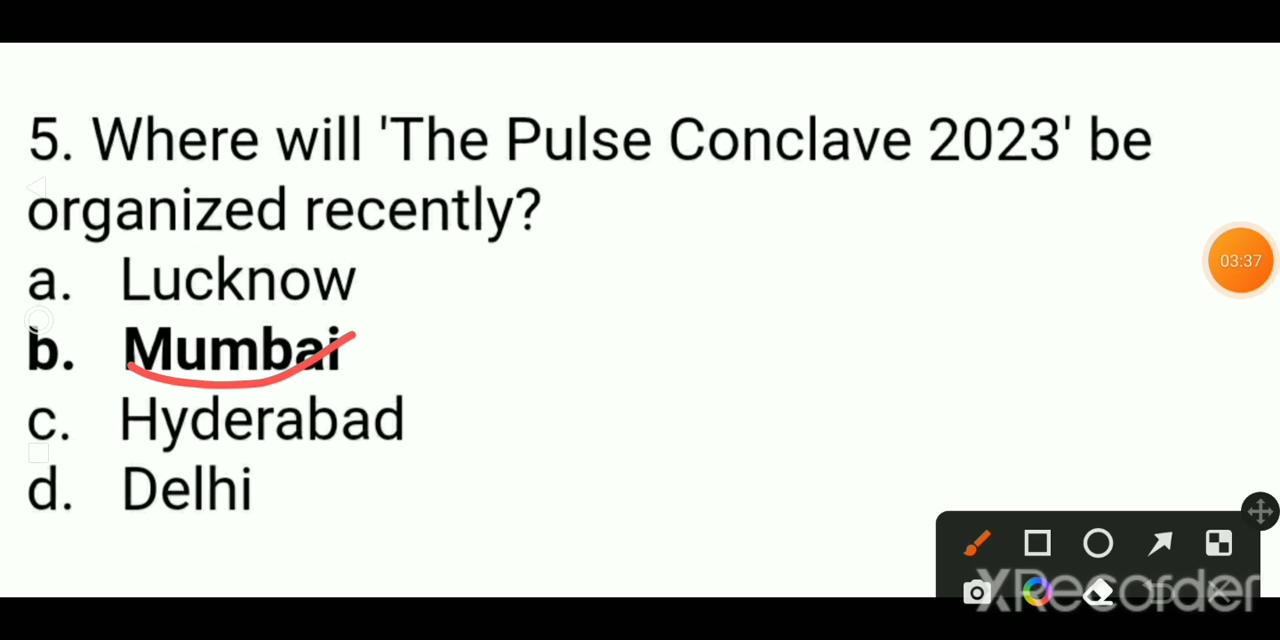 5. Where will 'The Pulse Conclave 2023' be
organized recently?
a. Lucknow
b. Mumbai
c. Hyderabad
d. Delhi
03:37
XRecorder